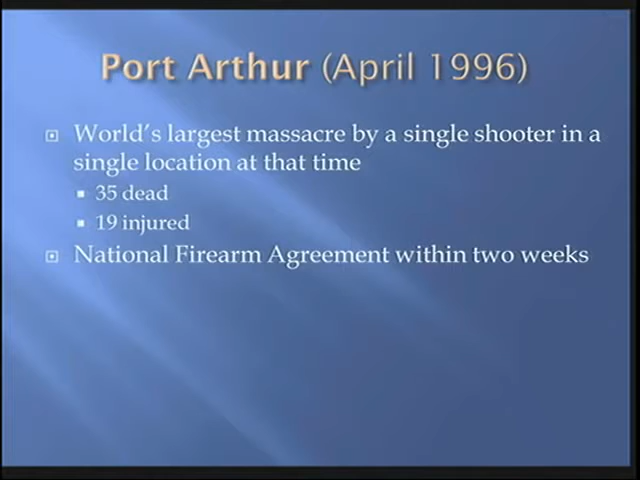 Port Arthur (April 1996)
World's largest massacre by a single shooter in a
single location at that time
35 dead
19 injured
National Firearm Agreement within two weeks